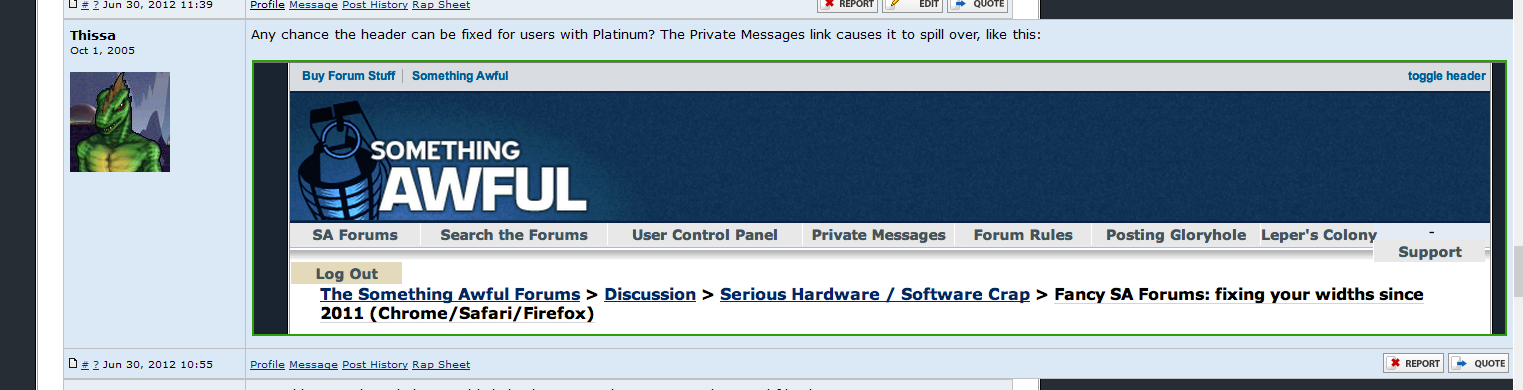 # ? Jun 30, 2012 11:39 Profile Message Post History Rap Sheet REPORT EDIT QUOTE
Thissa
Oct 1, 2005
Any chance the header can be fixed for users with Platinum? The Private Messages link causes it to spill over, like this:
Buy Forum Stuff Something Awful toggle header
SOMETHING
AWFUL
SA Forums Search the Forums User Control Panel Private Messages Forum Rules Posting Gloryhole Leper's Colony -
Support
Log Out
The Something Awful Forums > Discussion > Serious Hardware / Software Crap > Fancy SA Forums: fixing your widths since
2011 (Chrome/Safari/Firefox)
# ? Jun 30, 2012 10:55 Profile Message Post History Rap Sheet REPORT QUOTE